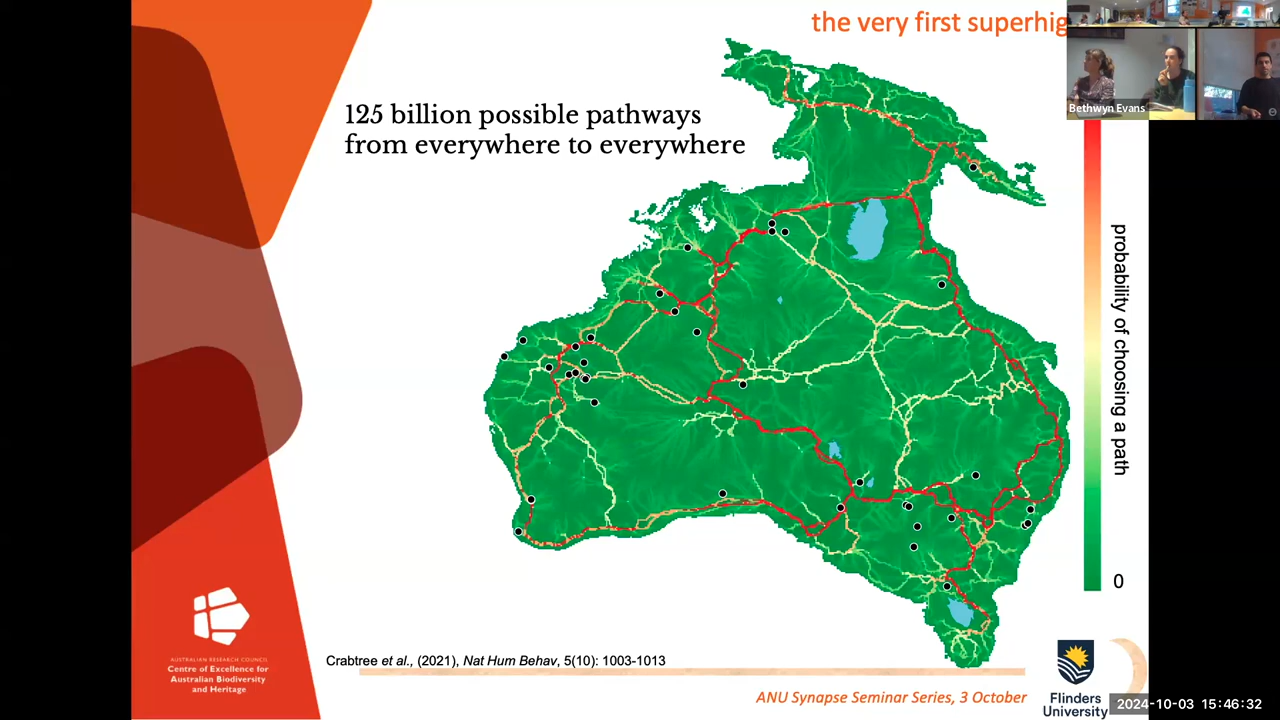 the very first superhig
Bethwyn Evans
125 billion possible pathways
from everywhere to everywhere
probability of choosing a path
0
AUSTRALIAN RESEARCH COUNCIL
Centre of Excellence for
Australian Biodiversity
and Heritage
Crabtree et al., (2021), Nat Hum Behav, 5(10): 1003-1013
ANU Synapse Seminar Series, 3 October
Flinders
University
2024-10-03 15:46:32